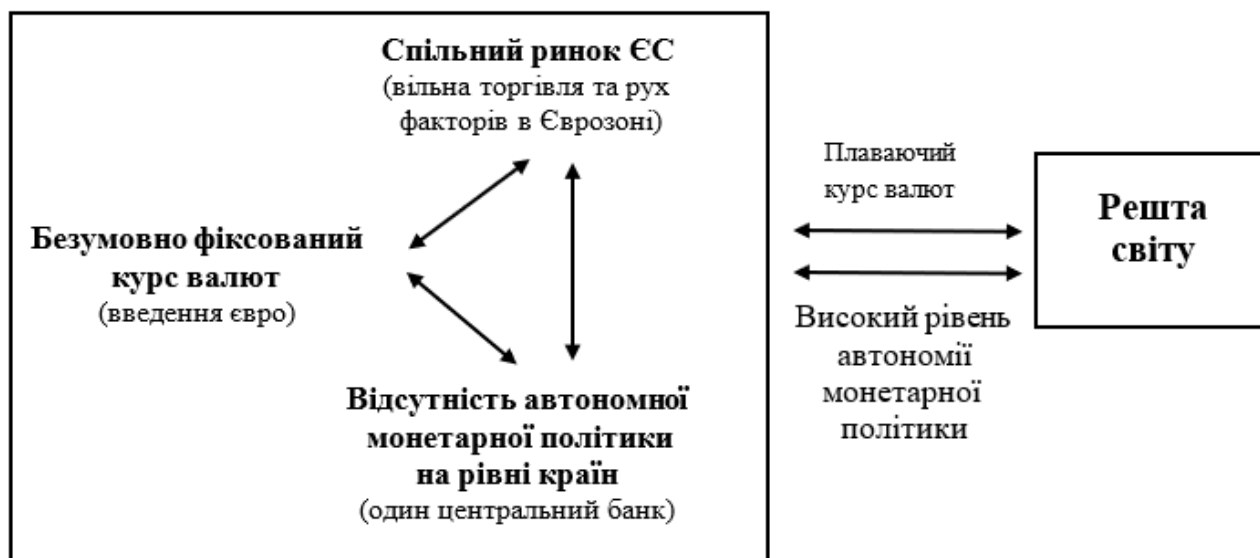 Спільний ринок ЄС
(вільна торгівля та рух
факторів в Єврозоні)
Безумовно фіксований
курс валют
(введення євро)
Відсутність автономної
монетарної політики
на рівні країн
(один центральний банк)
Плаваючий
курс валют
Високий рівень
автономії
монетарної
політики
Решта
світу